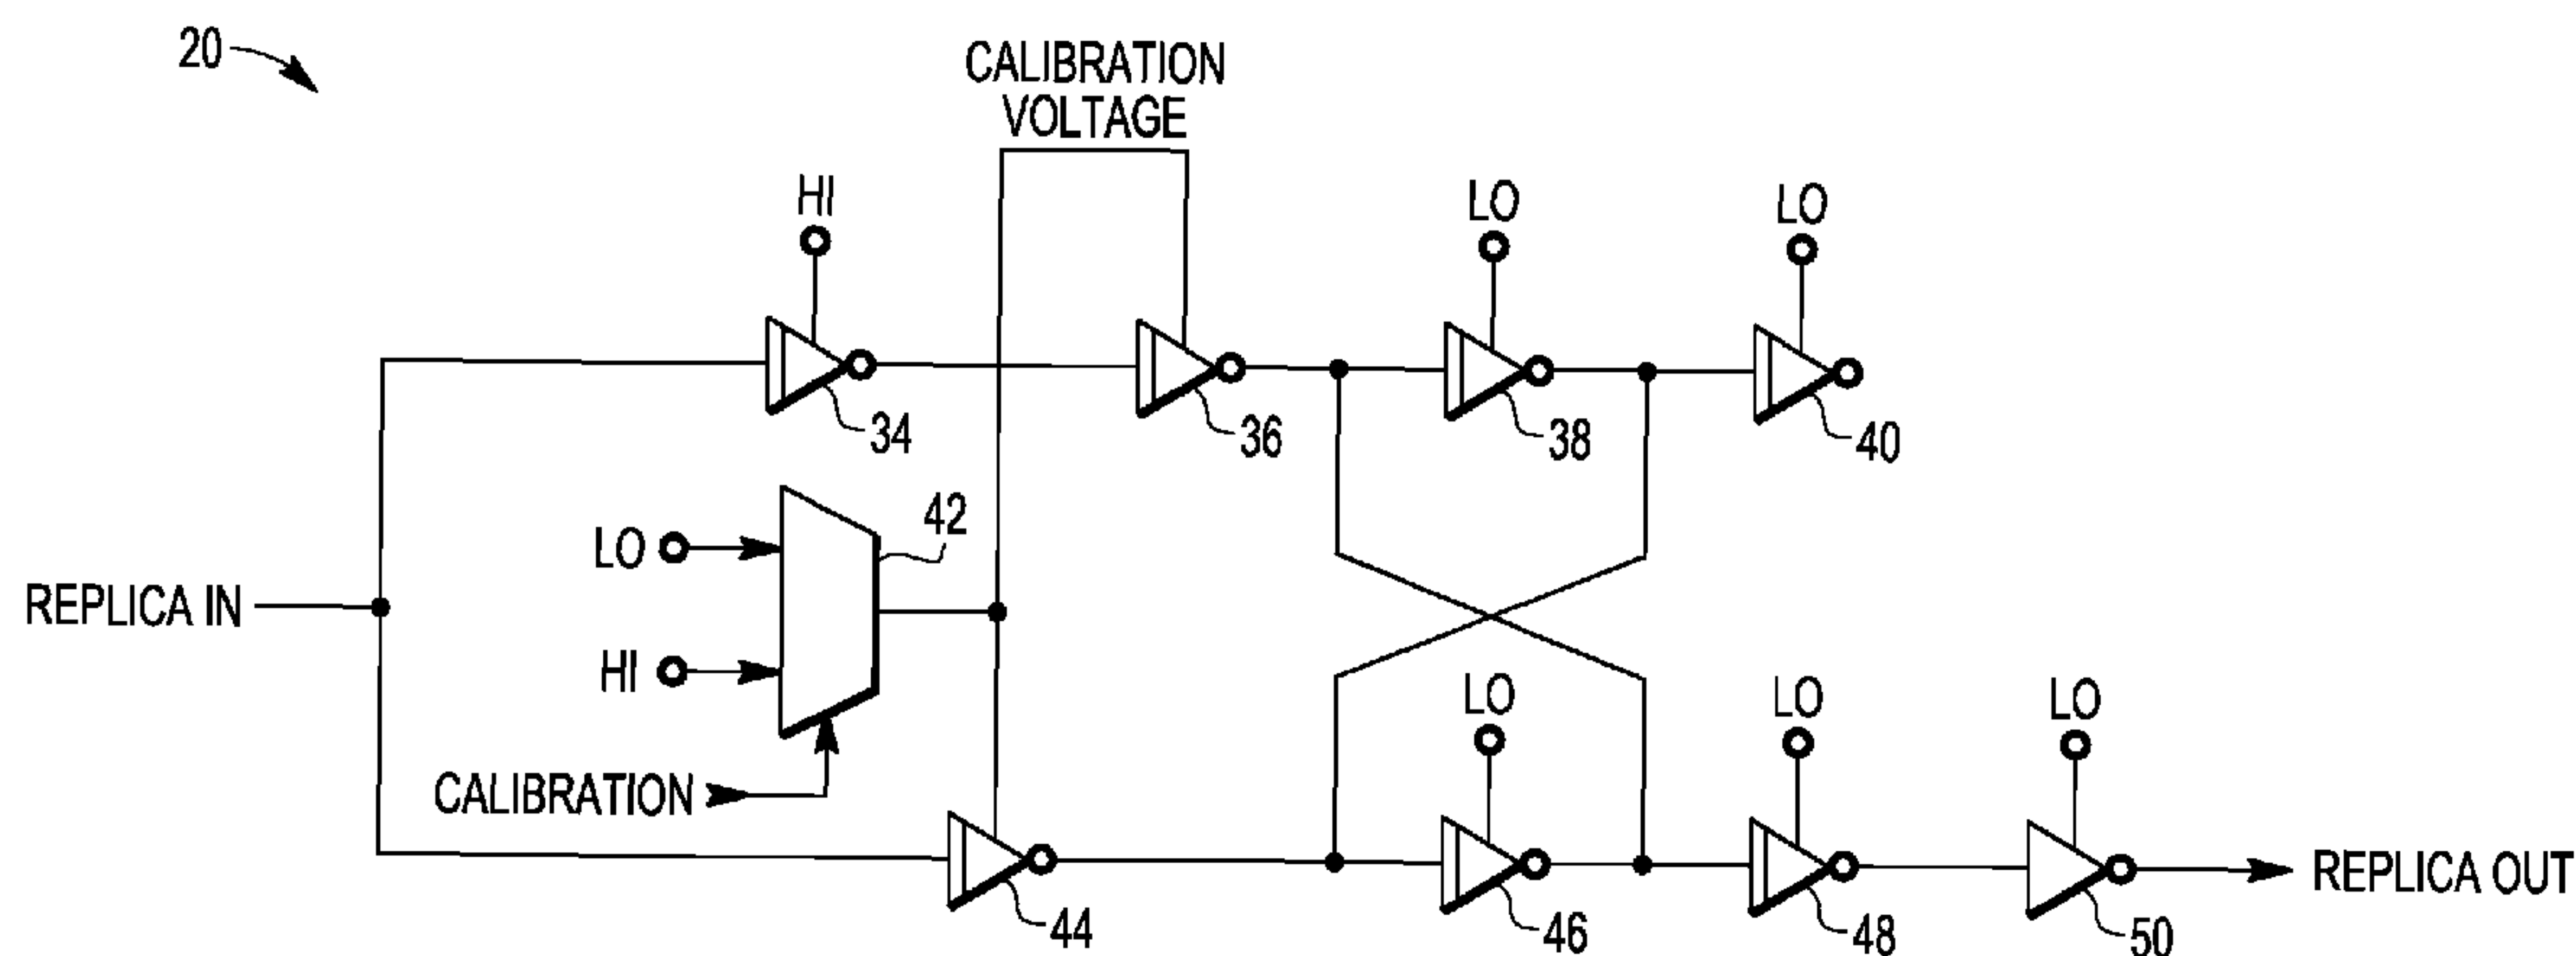 20
CALIBRATION
VOLTAGE
HI
LO
LO
34
36
38
40
42
LO
REPLICA IN
HI
LO
LO
LO
CALIBRATION
REPLICA OUT
44
46
48
50